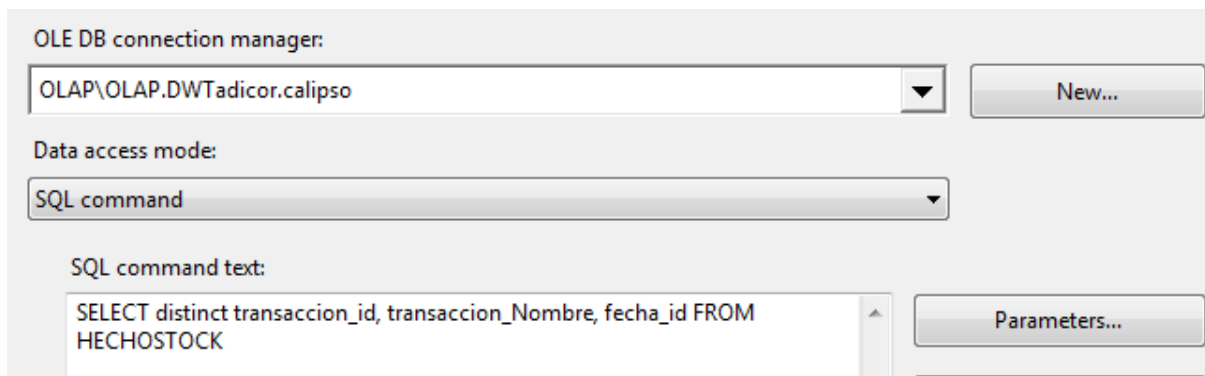 OLE DB connection manager:
OLAP\OLAP.DWTadicor.calipso
New...
Data access mode:
SQL command
SQL command text:
SELECT distinct transaccion_id, transaccion_Nombre, fecha_id FROM
HECHOSTOCK
Parameters...